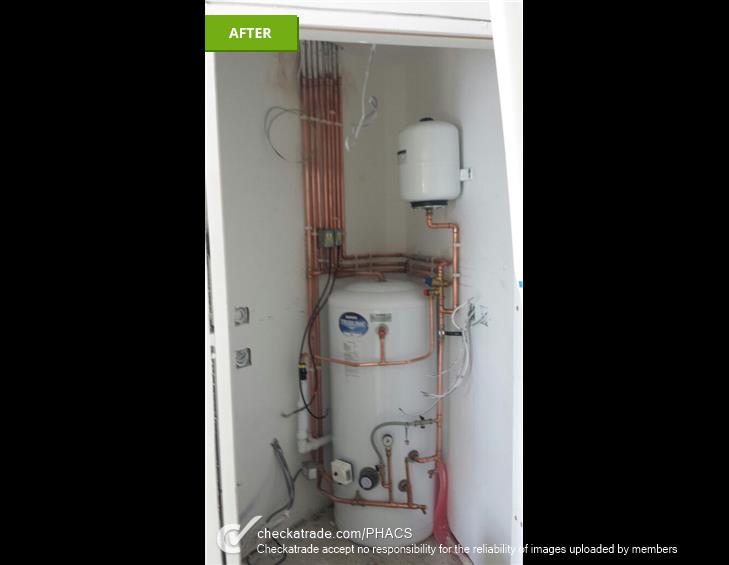 AFTER
checkatrade.com/PHACS
Checkatrade accept no responsibility for the reliability of images uploaded by members